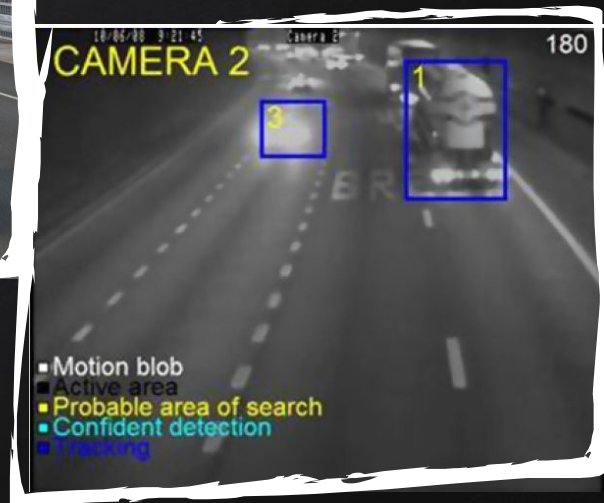 10/06/08 9:21:45 Camera 2
CAMERA 2
180
1
3
BRE
Motion blob
Active area
Probable area of search
Confident detection
Tracking